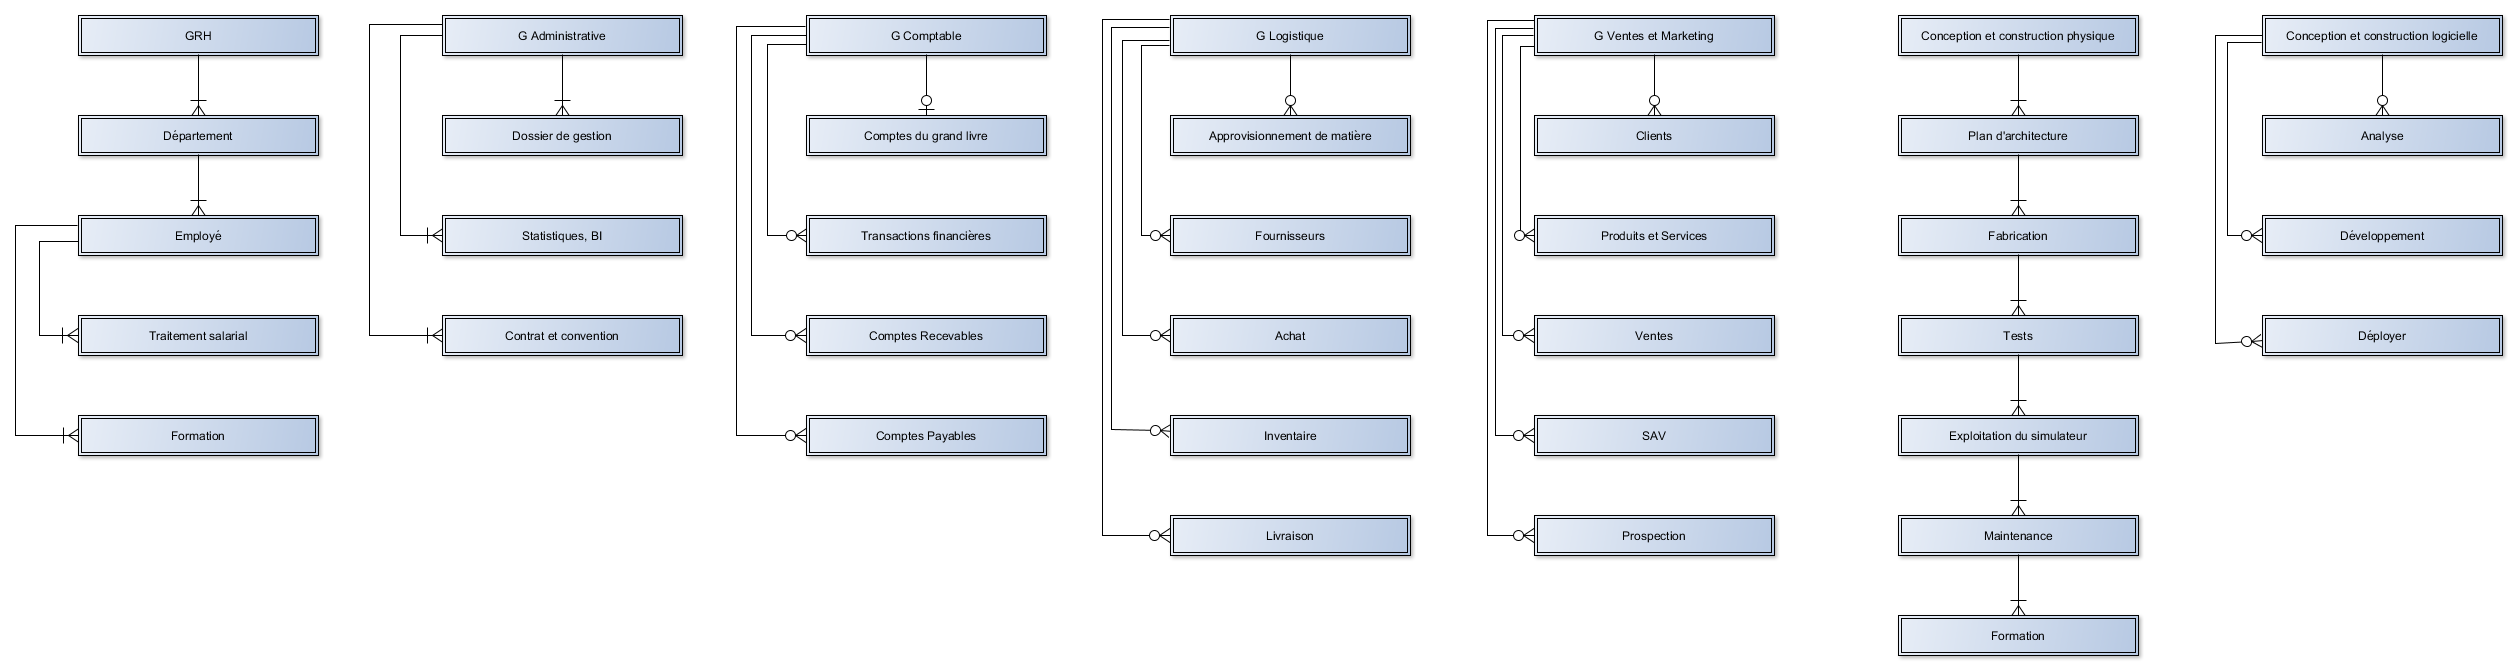 GRH
Département
Employé
Traitement salarial
Formation
G Administrative
Dossier de gestion
Statistiques, BI
Contrat et convention
G Comptable
Comptes du grand livre
Transactions financières
Comptes Recevables
Comptes Payables
G Logistique
Approvisionnement de matière
Fournisseurs
Achat
Inventaire
Livraison
G Ventes et Marketing
Clients
Produits et Services
Ventes
SAV
Prospection
Conception et construction physique
Plan d'architecture
Fabrication
Tests
Exploitation du simulateur
Maintenance
Formation
Conception et construction logicielle
Analyse
Développement
Déployer